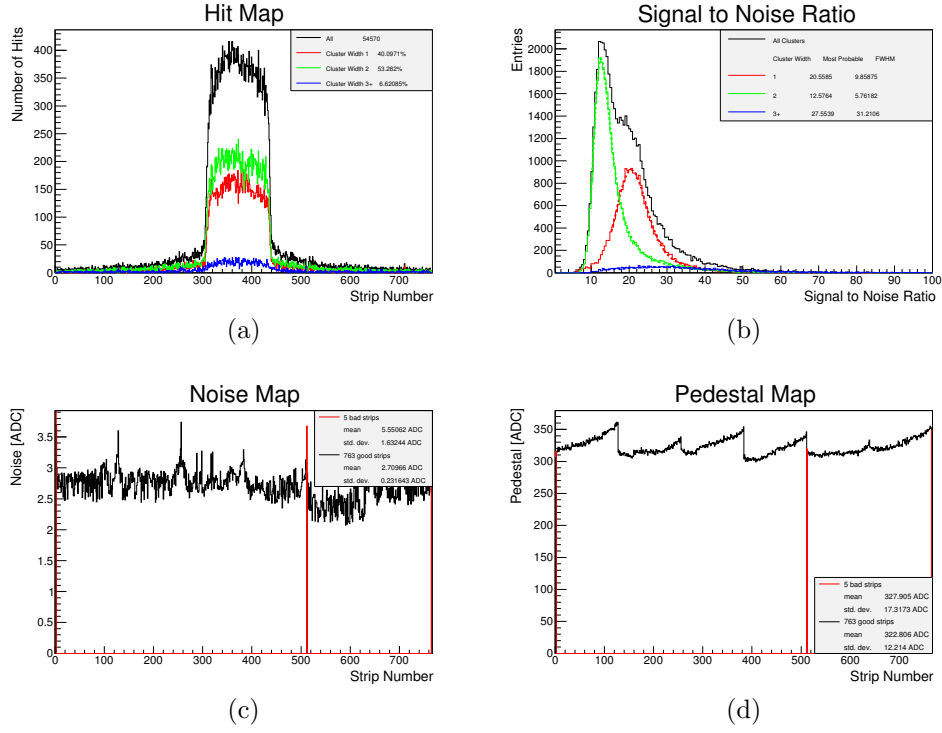 Hit Map
Number of Hits
All 54570
Cluster Width 1 40.0971%
Cluster Width 2 53.282%
Cluster Width 3+ 6.62085%
400
350
300
250
200
150
100
50
0
0 100 200 300 400 500 600 700
Strip Number
(a)
Signal to Noise Ratio
Entries
All Clusters
Cluster Width Most Probable FWHM
1 20.5585 9.85875
2 12.5764 5.76182
3+ 27.5539 31.2106
2000
1800
1600
1400
1200
1000
800
600
400
200
0
10 20 30 40 50 60 70 80 90 100
Signal to Noise Ratio
(b)
Noise Map
Noise [ADC]
5 bad strips
mean 5.55062 ADC
std. dev. 1.63244 ADC
763 good strips
mean 2.70966 ADC
std. dev. 0.231643 ADC
3.5
3
2.5
2
1.5
1
0.5
0
0 100 200 300 400 500 600 700
Strip Number
(c)
Pedestal Map
Pedestal [ADC]
350
300
250
200
150
100
50
0
5 bad strips
mean 327.905 ADC
std. dev. 17.3173 ADC
763 good strips
mean 322.806 ADC
std. dev. 12.214 ADC
0 100 200 300 400 500 600 700
Strip Number
(d)